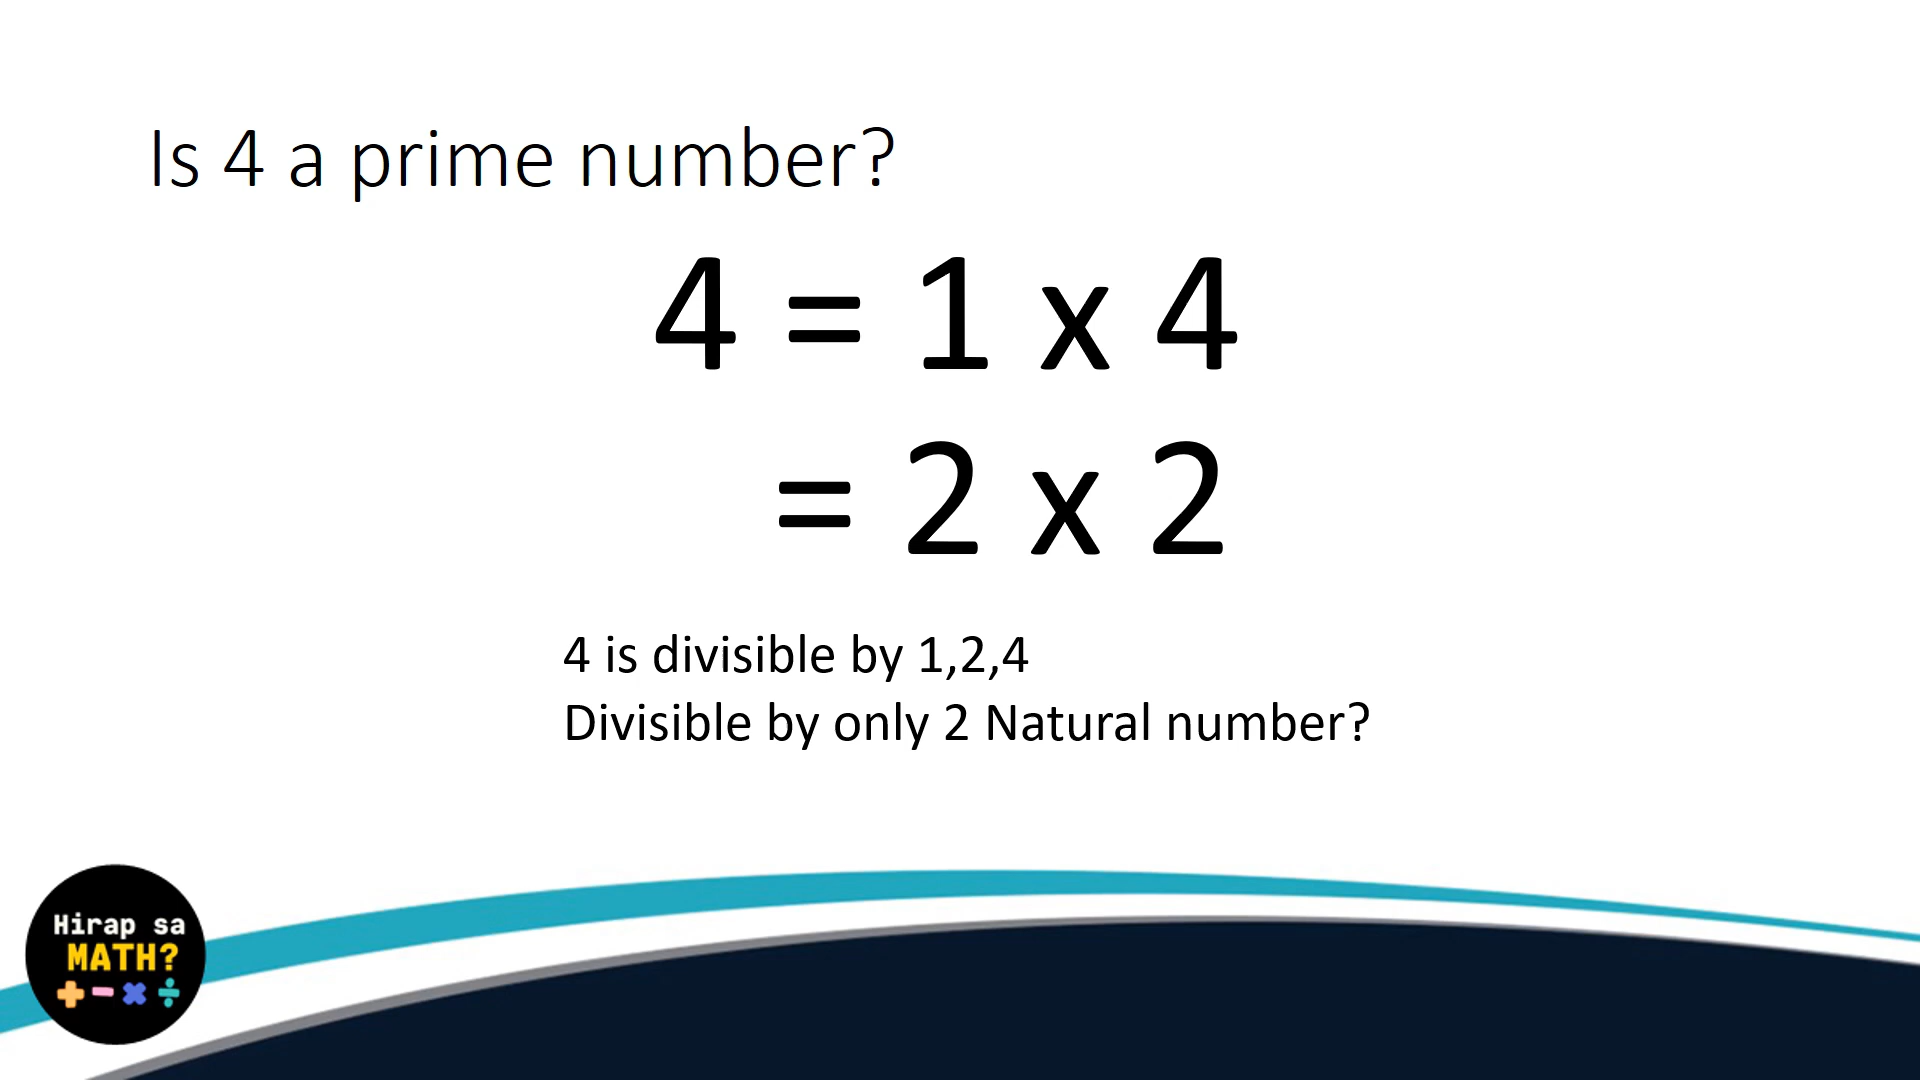 Is 4 a prime number?
4 = 1 x 4
= 2 x 2
4 is divisible by 1,2,4
Divisible by only 2 Natural number?
Hirap sa
MATH?
+ - × ÷